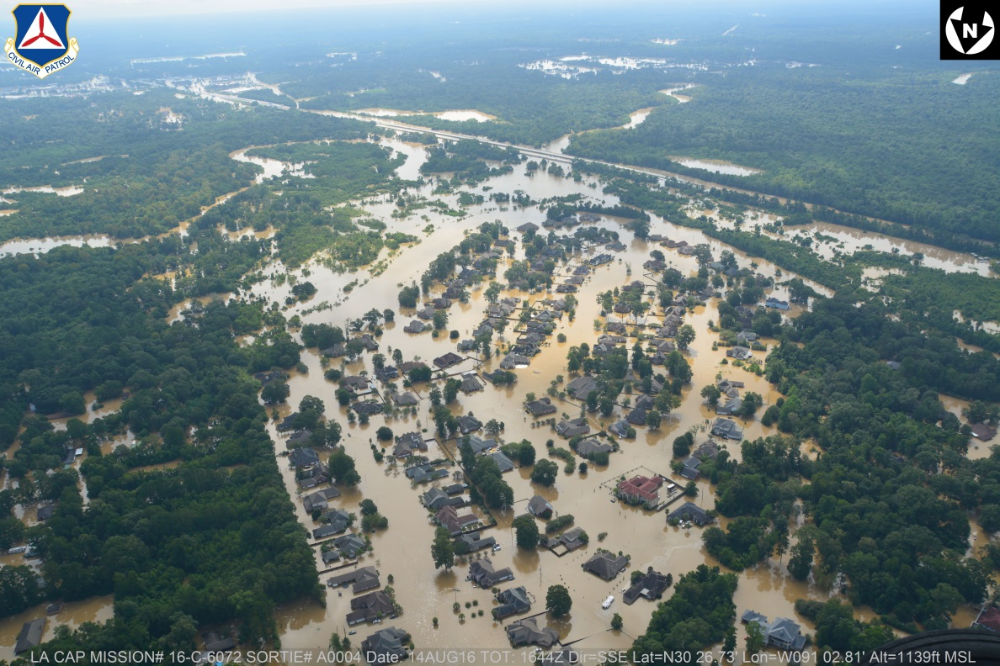 CIVIL AIR PATROL
N
LA CAP MISSION# 16-C-6072 SORTIE# A0004 Date: 14AUG16 TOT: 1644Z Dir=SSE Lat=N30 26.73' Lon=W091 02.81' Alt=1139ft MSL